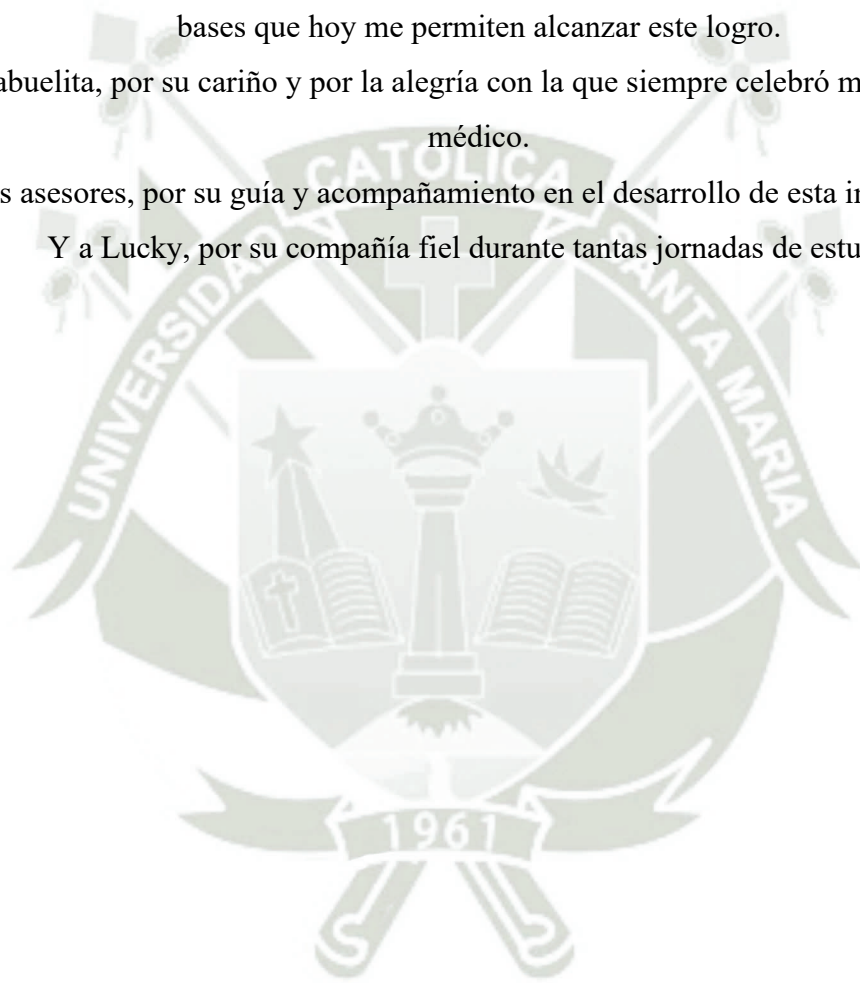 bases que hoy me permiten alcanzar este logro.
abuelita, por su cariño y por la alegría con la que siempre celebró
médico.
asesores, por su guía y acompañamiento en el desarrollo de esta
Y a Lucky, por su compañía fiel durante tantas jornadas de
UNIVERSIDAD CATOLICA SANTA MARIA
1961